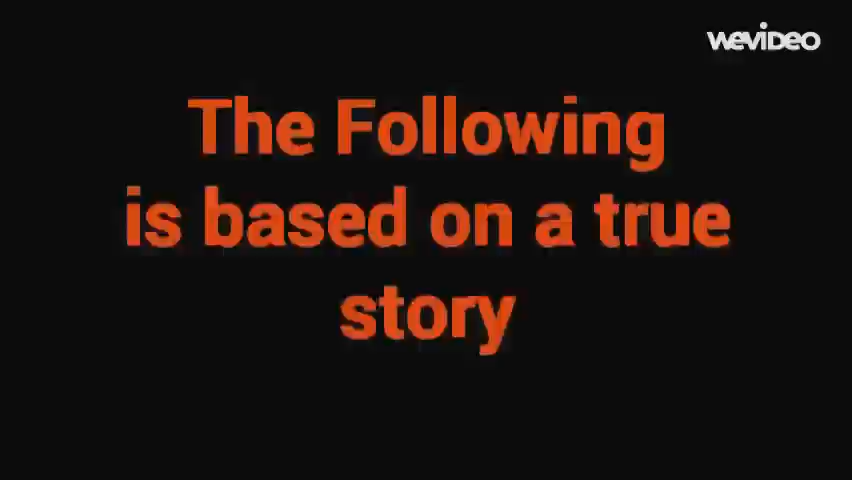 wevideo
The Following
is based on a true
story